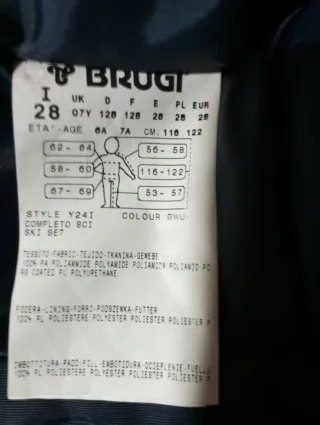 BRUGI
I UK D F E PL EUR
28 07Y 128 128 28 28 28
ETA'-AGE 6A 7A CM. 116 122
62- 64 56- 58
58- 60 116-122
67- 69 53- 57
STYLE Y24I COLOUR GWU
COMPLETO SCI
SKI SET
TESSUTO-FABRIC-TEJIDO-TKANINA-GEWEBE
100% PA POLIAMMIDE POLYAMIDE POLIAMIDA POLIAMID PO
RS COATED PU POLYURETHANE
FODERA-LINING-FORRO-PODSZEWKA-FUTTER
100% PL POLIESTERE POLYESTER POLIESTER POLIESTER P
IMBOTTITURA-PADD-FILL-EMBOTIDURA-OCIEPLENIE-FUELL
100% PL POLIESTERE POLYESTER POLIESTER POLIESTER P